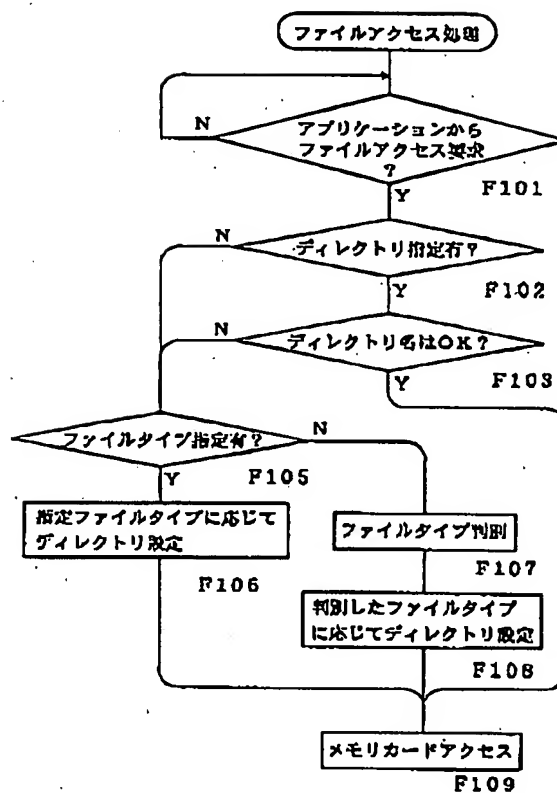 ファイルアクセス処理
N
アプリケーションから
ファイルアクセス要求
?
F101
Y
N
ディレクトリ指定有?
F102
Y
N
ディレクトリ名はOK?
F103
Y
ファイルタイプ指定有?
N
F105
Y
指定ファイルタイプに応じて
ディレクトリ設定
F106
ファイルタイプ判別
F107
判別したファイルタイプ
に応じてディレクトリ設定
F108
メモリカードアクセス
F109